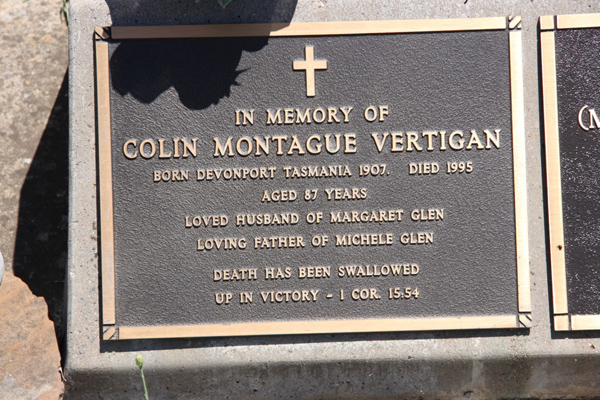 IN MEMORY OF
COLIN MONTAGUE VERTIGAN
BORN DEVONPORT TASMANIA 1907. DIED 1995
AGED 87 YEARS
LOVED HUSBAND OF MARGARET GLEN
LOVING FATHER OF MICHELE GLEN
DEATH HAS BEEN SWALLOWED
UP IN VICTORY - 1 COR. 15:54